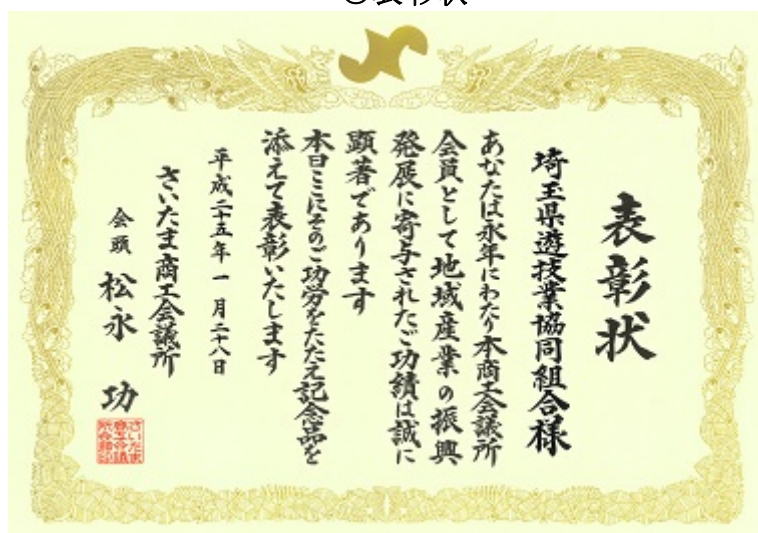 表彰状
埼玉県遊技業協同組合様
あなたは永年にわたり本商工会議所
会員として地域産業の振興
発展に寄与されたご功績は誠に
顕著であります
本日ここにそのご功労をたたえ記念品を
添えて表彰いたします
平成二十五年一月二十八日
さいたま商工会議所
会頭 松永 功